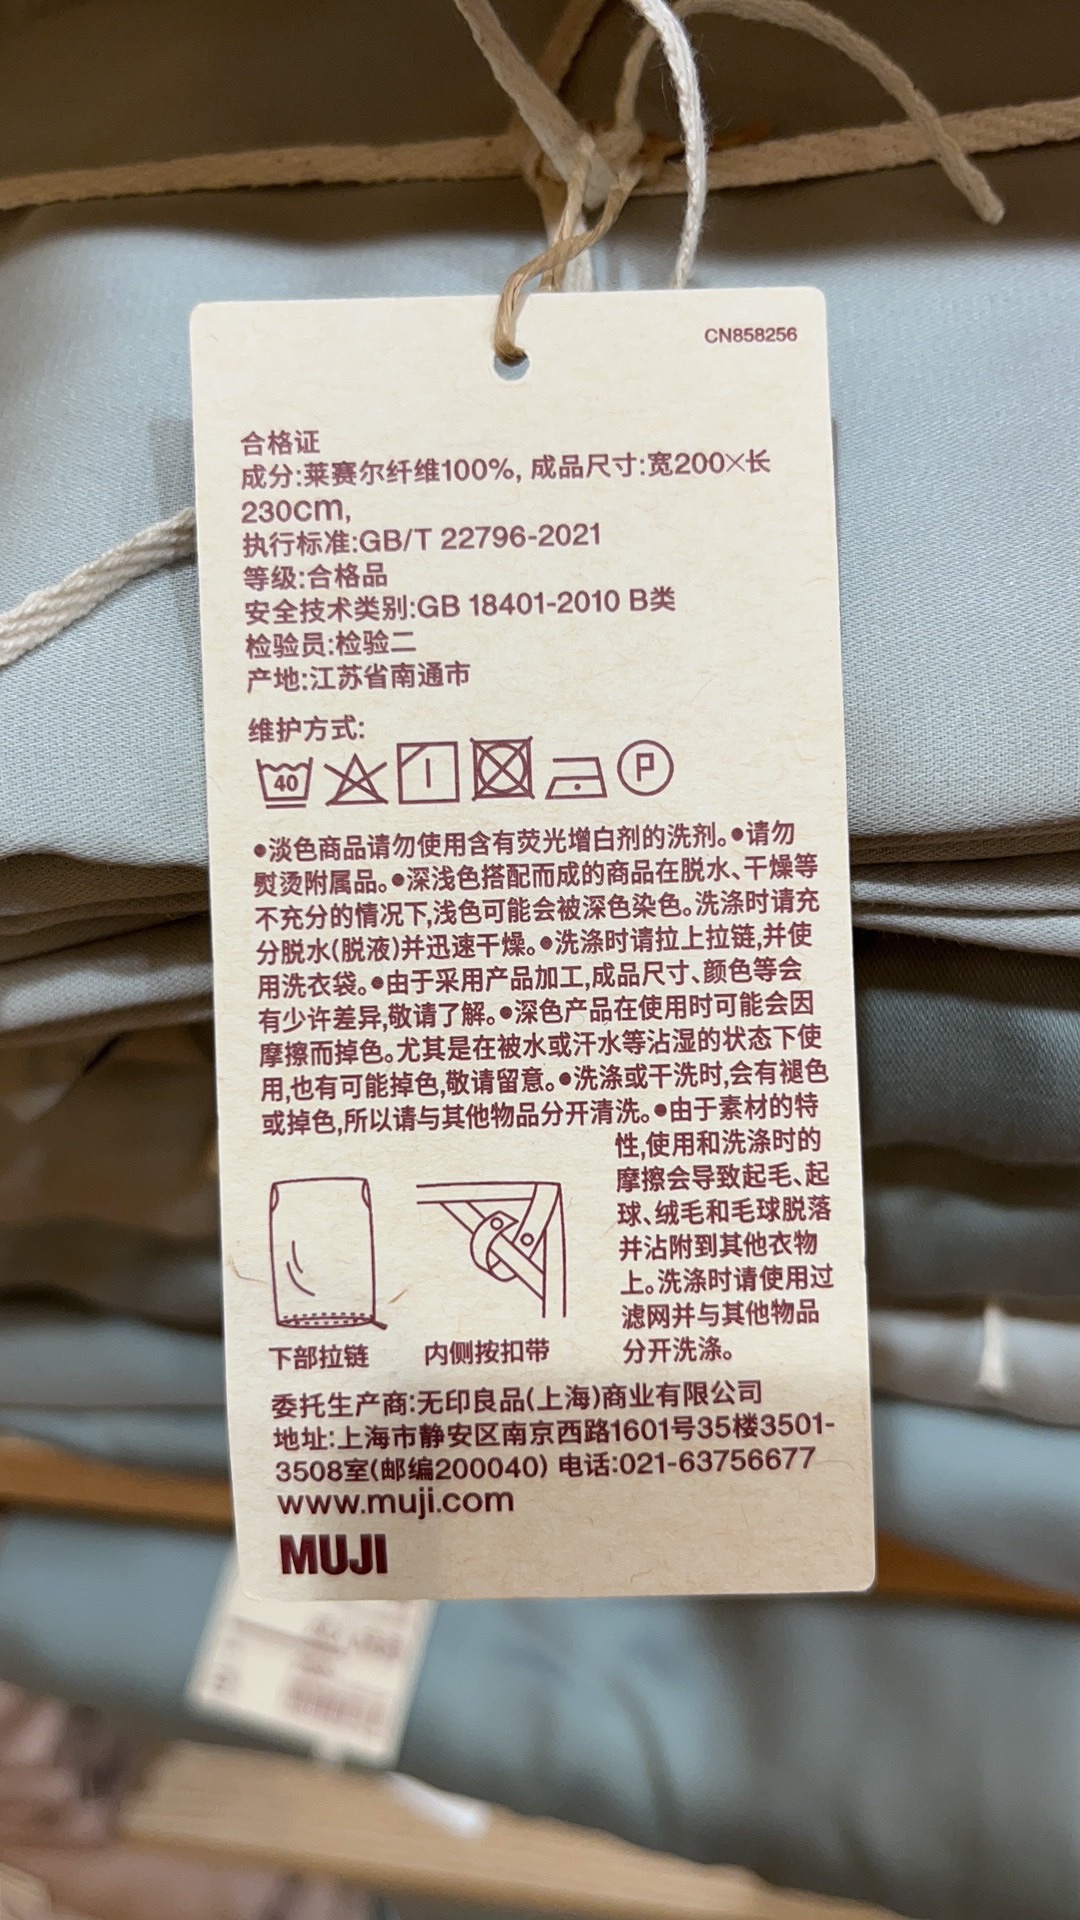 CN858256
合格证
成分:莱赛尔纤维100%, 成品尺寸:宽200×长
230cm,
执行标准:GB/T 22796-2021
等级:合格品
安全技术类别:GB 18401-2010 B类
检验员:检验二
产地:江苏省南通市
维护方式:
40
P
●淡色商品请勿使用含有荧光增白剂的洗剂。●请勿
熨烫附属品。●深浅色搭配而成的商品在脱水、干燥等
不充分的情况下,浅色可能会被深色染色。洗涤时请充
分脱水(脱液)并迅速干燥。●洗涤时请拉上拉链,并使
用洗衣袋。●由于采用产品加工,成品尺寸、颜色等会
有少许差异,敬请了解。●深色产品在使用时可能会因
摩擦而掉色。尤其是在被水或汗水等沾湿的状态下使
用,也有可能掉色,敬请留意。●洗涤或干洗时,会有褪色
或掉色,所以请与其他物品分开清洗。●由于素材的特
性,使用和洗涤时的
摩擦会导致起毛、起
球、绒毛和毛球脱落
并沾附到其他衣物
上。洗涤时请使用过
滤网并与其他物品
分开洗涤。
下部拉链
内侧按扣带
委托生产商:无印良品(上海)商业有限公司
地址:上海市静安区南京西路1601号35楼3501-
3508室(邮编200040) 电话:021-63756677
www.muji.com
MUJI